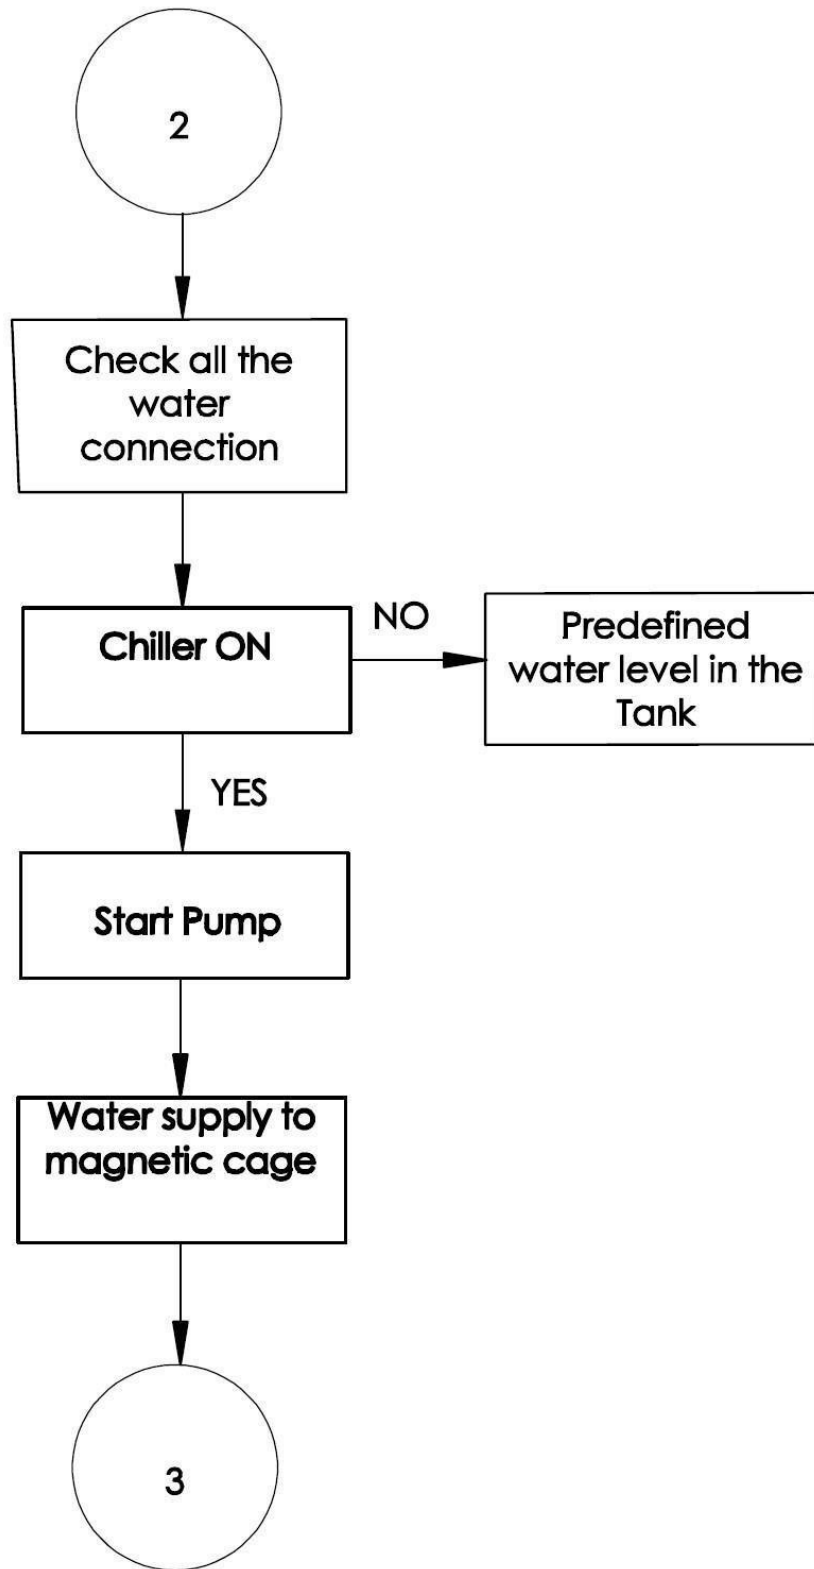 2
Check all the
water
connection
Chiller ON
NO
Predefined
water level in the
Tank
YES
Start Pump
Water supply to
magnetic cage
3